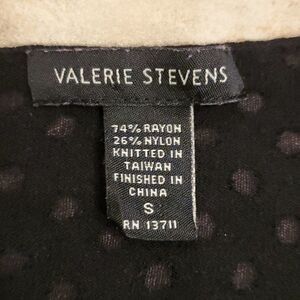 VALERIE STEVENS
74% RAYON
26% NYLON
KNITTED IN
TAIWAN
FINISHED IN
CHINA
S
RN 13711